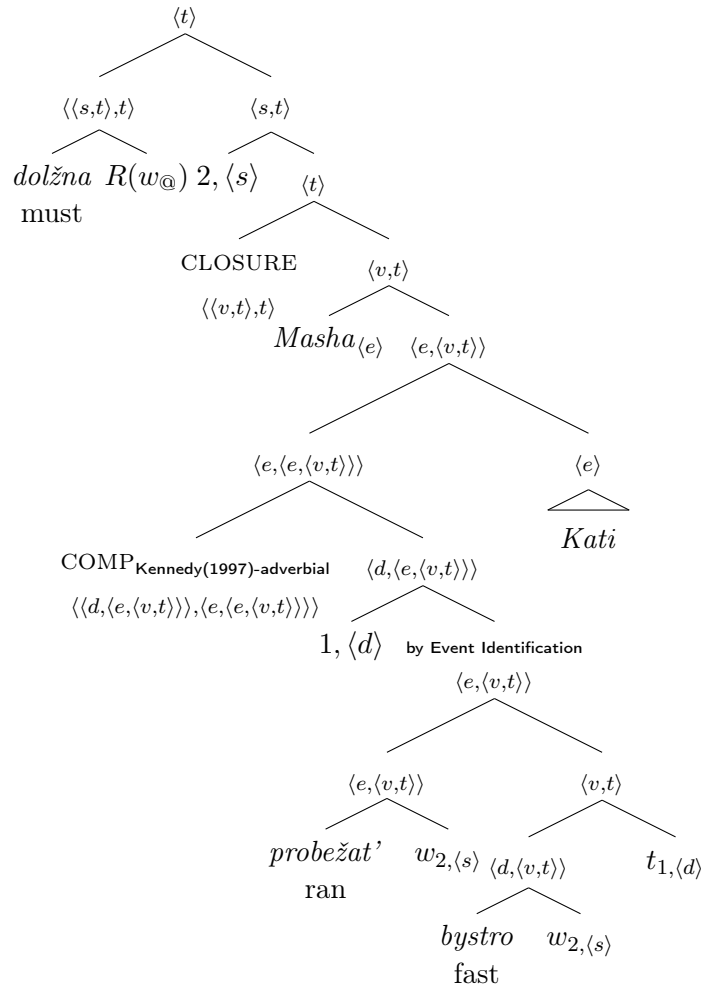 ⟨t⟩
⟨⟨s,t⟩,t⟩ ⟨s,t⟩
dolžna R(w@) 2, ⟨s⟩ ⟨t⟩
must
CLOSURE ⟨v,t⟩
⟨⟨v,t⟩,t⟩
Masha⟨e⟩ ⟨e,⟨v,t⟩⟩
⟨e,⟨e,⟨v,t⟩⟩⟩ ⟨e⟩
Kati
COMPKennedy(1997)-adverbial ⟨d,⟨e,⟨v,t⟩⟩⟩
⟨⟨d,⟨e,⟨v,t⟩⟩⟩,⟨e,⟨e,⟨v,t⟩⟩⟩⟩
1, ⟨d⟩ by Event Identification
⟨e,⟨v,t⟩⟩
⟨e,⟨v,t⟩⟩ ⟨v,t⟩
probežat' w2,⟨s⟩ ⟨d,⟨v,t⟩⟩ t1,⟨d⟩
ran
bystro w2,⟨s⟩
fast